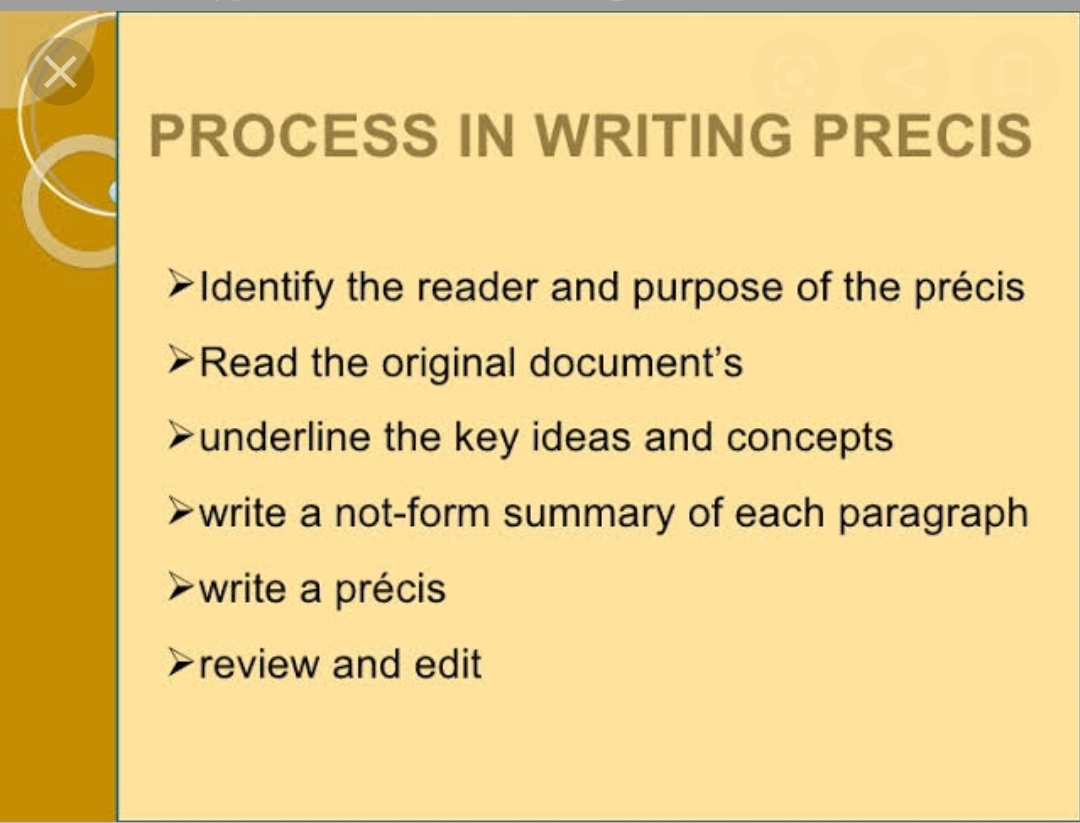 PROCESS IN WRITING PRECIS
➢Identify the reader and purpose of the précis
➢Read the original document’s
➢underline the key ideas and concepts
➢write a not-form summary of each paragraph
➢write a précis
➢review and edit